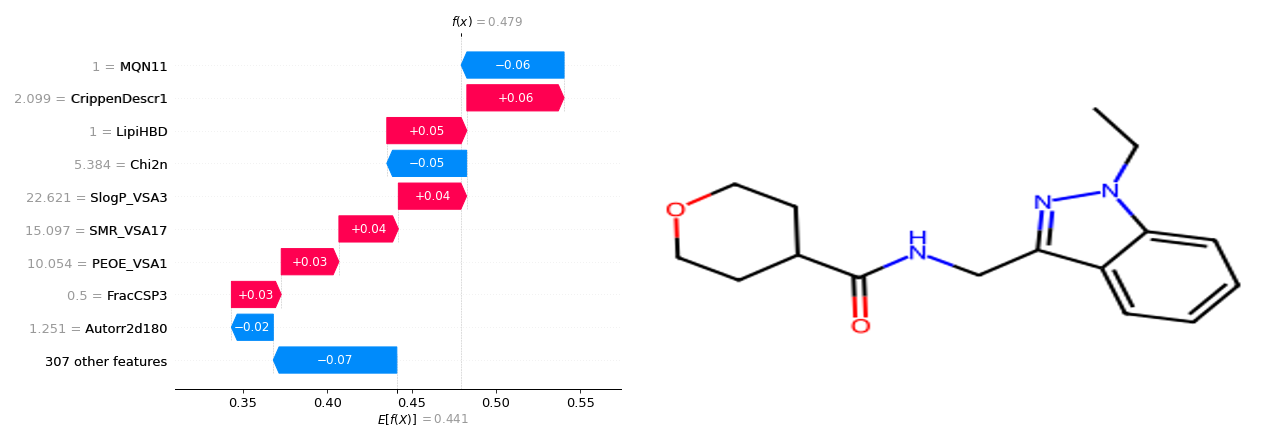 f(x) = 0.479
1 = MQN11
−0.06
2.099 = CrippenDescr1
+0.06
1 = LipiHBD
+0.05
5.384 = Chi2n
−0.05
22.621 = SlogP_VSA3
+0.04
15.097 = SMR_VSA17
+0.04
10.054 = PEOE_VSA1
+0.03
0.5 = FracCSP3
+0.03
1.251 = Autorr2d180
−0.02
307 other features
−0.07
0.35 0.40 0.45 0.50 0.55
E[f(X)] = 0.441
O
O
H
N
N
N